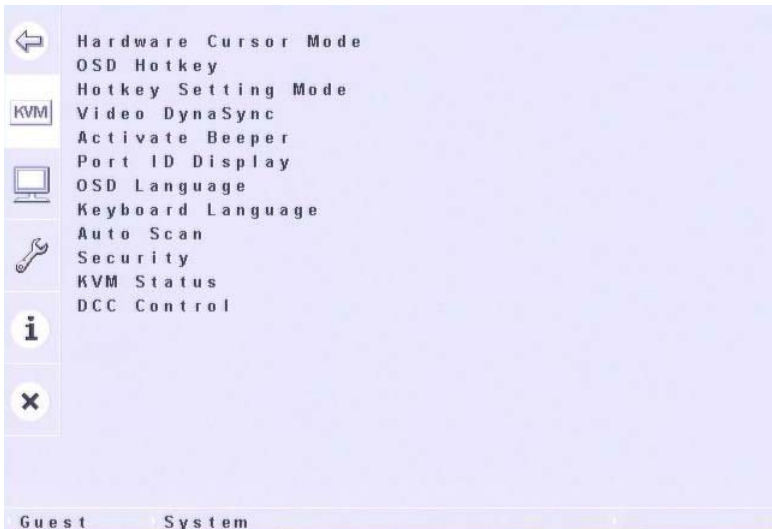 Hardware Cursor Mode
OSD Hotkey
Hotkey Setting Mode
KVM
Video DynaSync
Activate Beeper
Port ID Display
OSD Language
Keyboard Language
Auto Scan
Security
KVM Status
DCC Control
i
Guest System